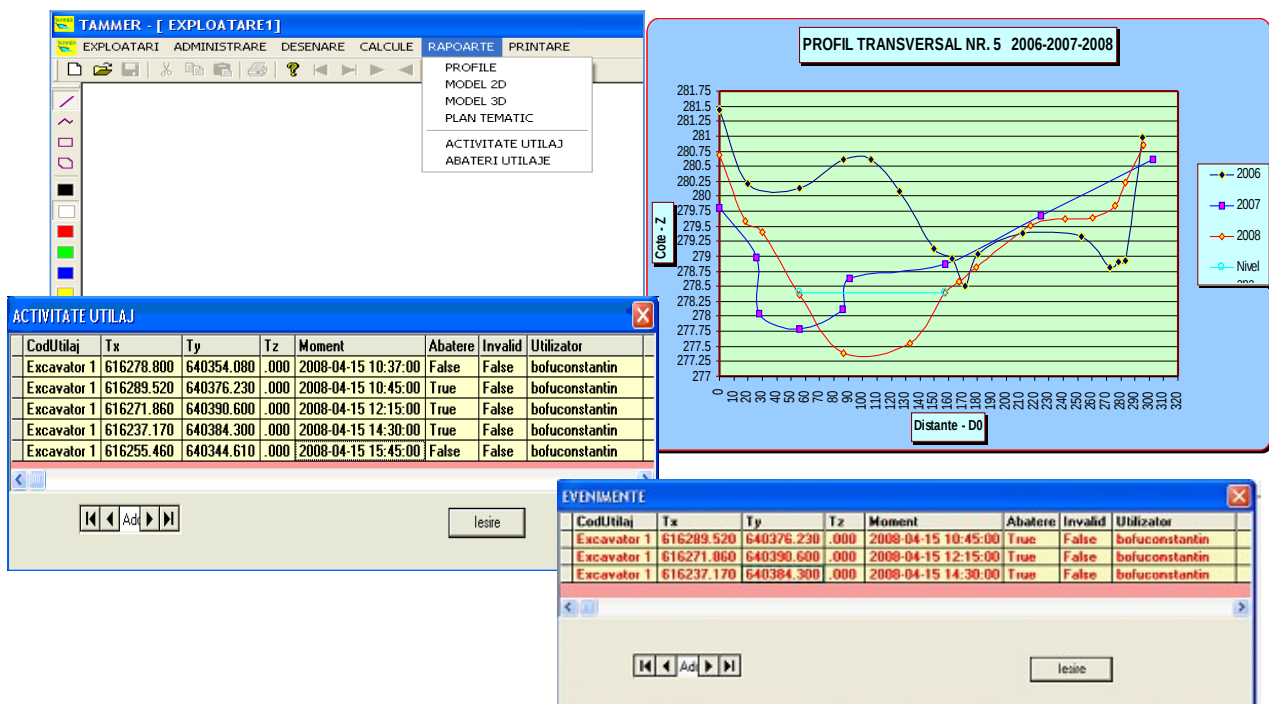 TAMMER - [ EXPLOATARE1]
EXPLOATARI ADMINISTRARE DESENARE CALCULE RAPOARTE PRINTARE
PROFILE
MODEL 2D
MODEL 3D
PLAN TEMATIC
ACTIVITATE UTILAJ
ABATERI UTILAJE
PROFIL TRANSVERSAL NR. 5 2006-2007-2008
Cote - Z
281.75
281.5
281.25
281
280.75
280.5
280.25
280
279.75
279.5
279.25
279
278.75
278.5
278.25
278
277.75
277.5
277.25
277
0 10 20 30 40 50 60 70 80 90 100 110 120 130 140 150 160 170 180 190 200 210 220 230 240 250 260 270 280 290 300 310 320
Distante - D0
2006
2007
2008
Nivel
ACTIVITATE UTILAJ
CodUtilaj Tx Ty Tz Moment Abatere Invalid Utilizator
Excavator 1 616278.800 640354.080 .000 2008-04-15 10:37:00 False False bofuconstantin
Excavator 1 616289.520 640376.230 .000 2008-04-15 10:45:00 True False bofuconstantin
Excavator 1 616271.860 640390.600 .000 2008-04-15 12:15:00 True False bofuconstantin
Excavator 1 616237.170 640384.300 .000 2008-04-15 14:30:00 True False bofuconstantin
Excavator 1 616255.460 640344.610 .000 2008-04-15 15:45:00 False False bofuconstantin
Iesire
EVENIMENTE
CodUtilaj Tx Ty Tz Moment Abatere Invalid Utilizator
Excavator 1 616289.520 640376.230 .000 2008-04-15 10:45:00 True False bofuconstantin
Excavator 1 616271.860 640390.600 .000 2008-04-15 12:15:00 True False bofuconstantin
Excavator 1 616237.170 640384.300 .000 2008-04-15 14:30:00 True False bofuconstantin
Iesire